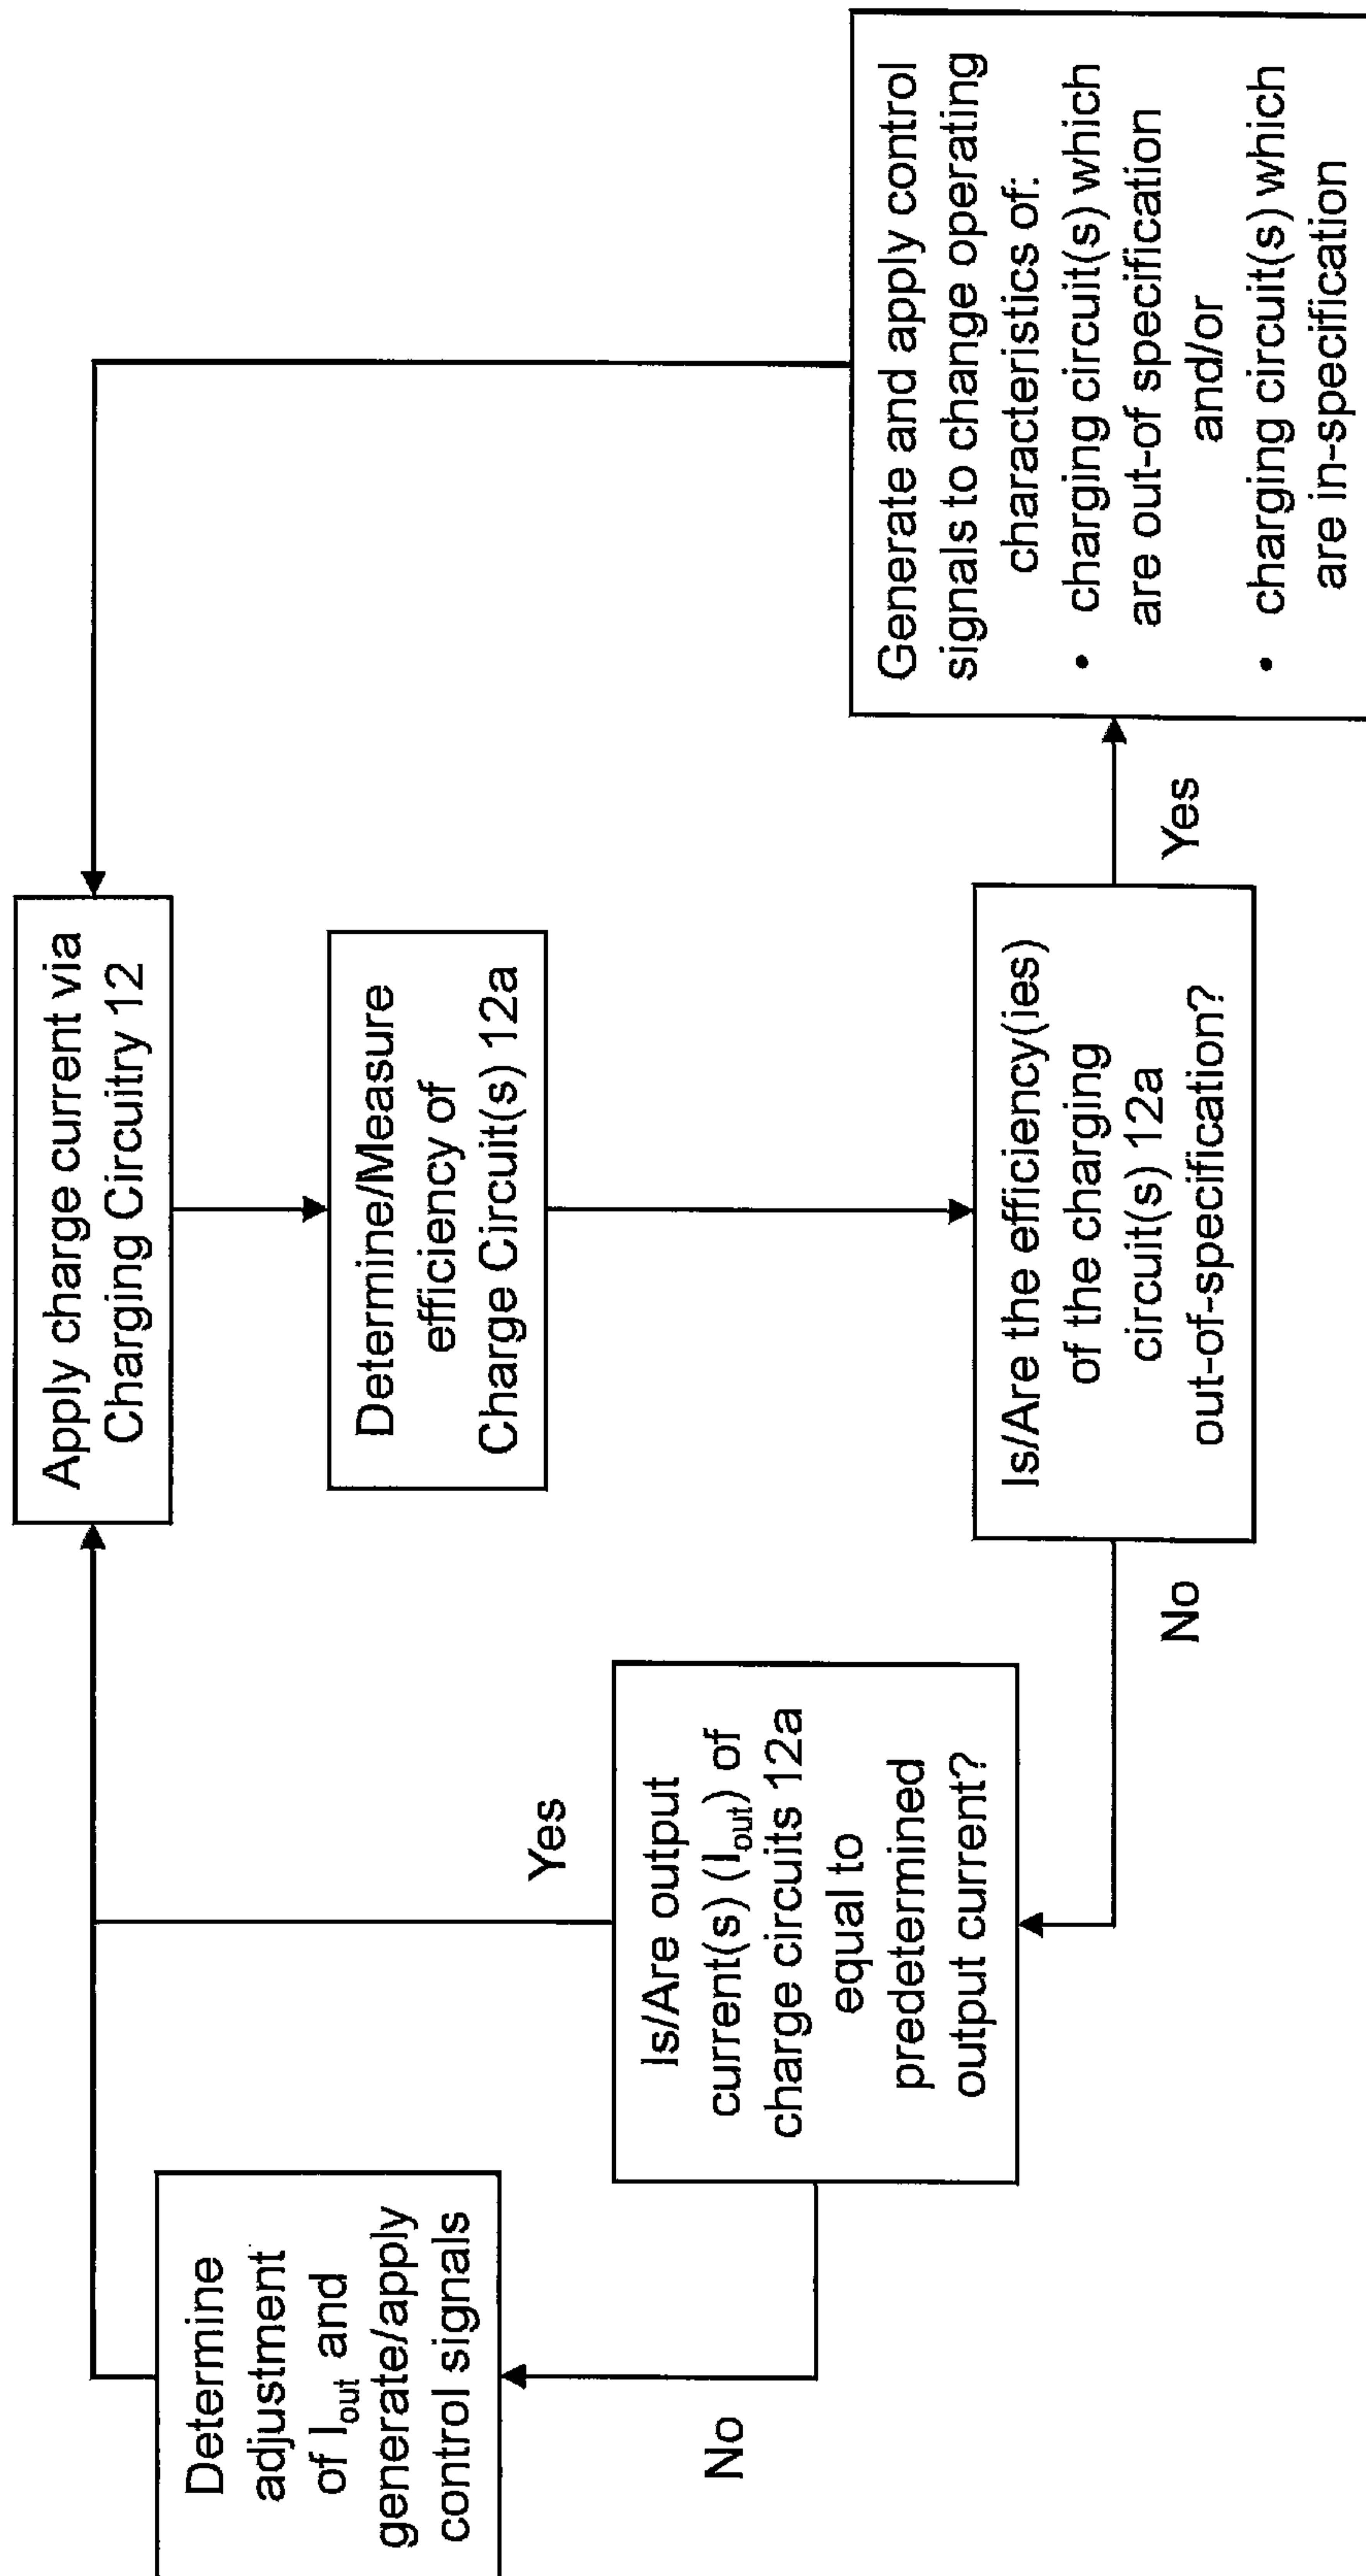 Apply charge current via
Charging Circuitry 12
Determine/Measure
efficiency of
Charge Circuit(s) 12a
Is/Are the efficiency(ies)
of the charging
circuit(s) 12a
out-of-specification?
Yes
No
Generate and apply control
signals to change operating
characteristics of:
• charging circuit(s) which
are out-of specification
and/or
• charging circuit(s) which
are in-specification
Is/Are output
current(s) (Iout) of
charge circuits 12a
equal to
predetermined
output current?
Yes
No
Determine
adjustment
of Iout and
generate/apply
control signals